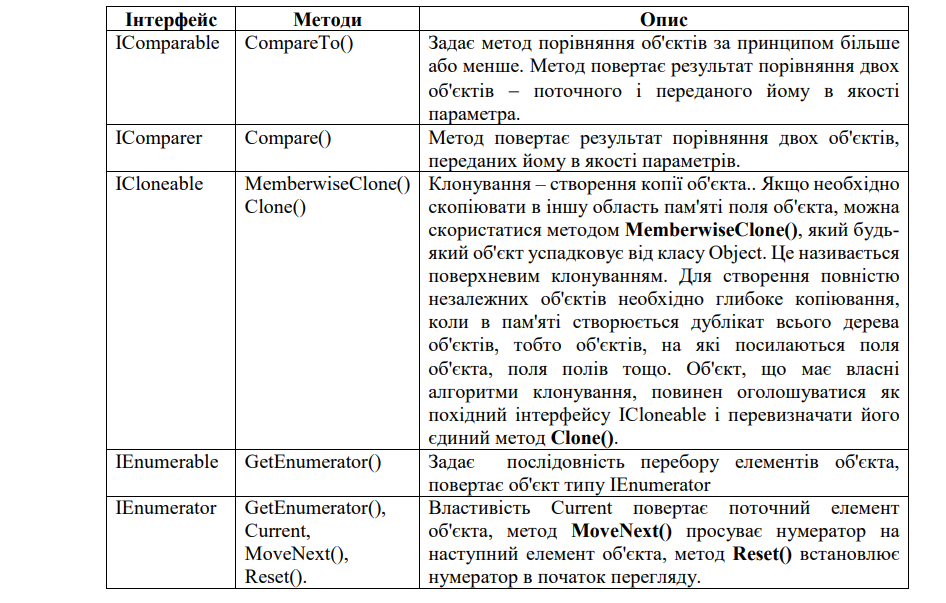 Інтерфейс Методи Опис
IComparable CompareTo() Задає метод порівняння об'єктів за принципом більше
або менше. Метод повертає результат порівняння двох
об'єктів – поточного і переданого йому в якості
параметра.
IComparer Compare() Метод повертає результат порівняння двох об'єктів,
переданих йому в якості параметрів.
ICloneable MemberwiseClone() Клонування – створення копії об'єкта.. Якщо необхідно
Clone() скопіювати в іншу область пам'яті поля об'єкта, можна
скористатися методом MemberwiseClone(), який будь-
який об'єкт успадковує від класу Object. Це називається
поверхневим клонуванням. Для створення повністю
незалежних об'єктів необхідно глибоке копіювання,
коли в пам'яті створюється дублікат всього дерева
об'єктів, тобто об'єктів, на які посилаються поля
об'єкта, поля полів тощо. Об'єкт, що має власні
алгоритми клонування, повинен оголошуватися як
похідний інтерфейсу ICloneable і перевизначати його
єдиний метод Clone().
IEnumerable GetEnumerator() Задає послідовність перебору елементів об'єкта,
повертає об'єкт типу IEnumerator
IEnumerator GetEnumerator(), Властивість Current повертає поточний елемент
Current, об'єкта, метод MoveNext() просуває нумератор на
MoveNext(), наступний елемент об'єкта, метод Reset() встановлює
Reset(). нумератор в початок перегляду.